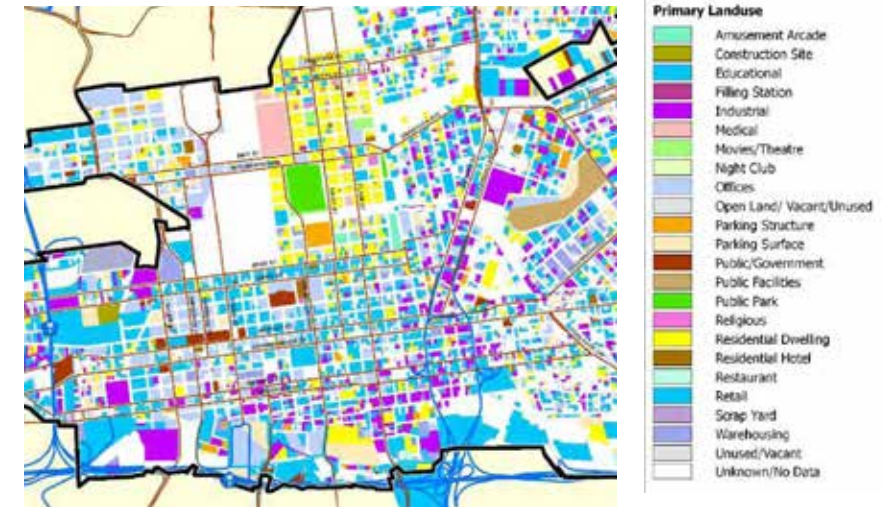 Primary Landuse
Amusement Arcade
Construction Site
Educational
Filling Station
Industrial
Medical
Movies/Theatre
Night Club
Offices
Open Land/ Vacant/Unused
Parking Structure
Parking Surface
Public/Government
Public Facilities
Public Park
Religious
Residential Dwelling
Residential Hotel
Restaurant
Retail
Scrap Yard
Warehousing
Unused/Vacant
Unknown/No Data